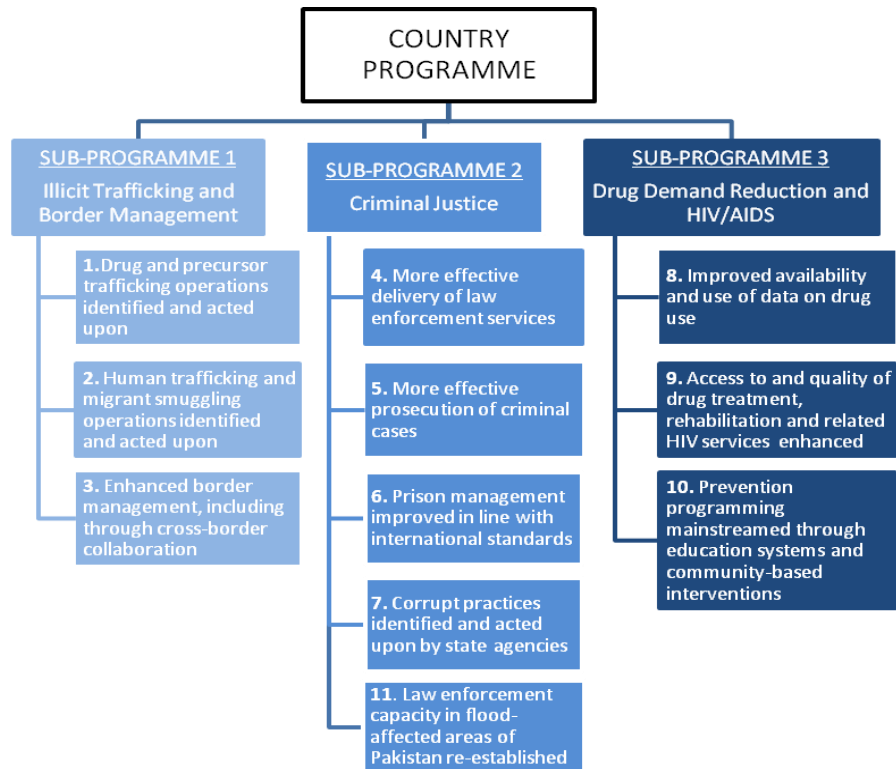 COUNTRY
PROGRAMME
SUB-PROGRAMME 1
Illicit Trafficking and
Border Management
1.Drug and precursor
trafficking operations
identified and acted
upon
2. Human trafficking and
migrant smuggling
operations identified
and acted upon
3. Enhanced border
management, including
through cross-border
collaboration
SUB-PROGRAMME 2
Criminal Justice
4. More effective
delivery of law
enforcement services
5. More effective
prosecution of criminal
cases
6. Prison management
improved in line with
international standards
7. Corrupt practices
identified and acted
upon by state agencies
11. Law enforcement
capacity in flood-
affected areas of
Pakistan re-established
SUB-PROGRAMME 3
Drug Demand Reduction and
HIV/AIDS
8. Improved availability
and use of data on drug
use
9. Access to and quality of
drug treatment,
rehabilitation and related
HIV services enhanced
10. Prevention
programming
mainstreamed through
education systems and
community-based
interventions